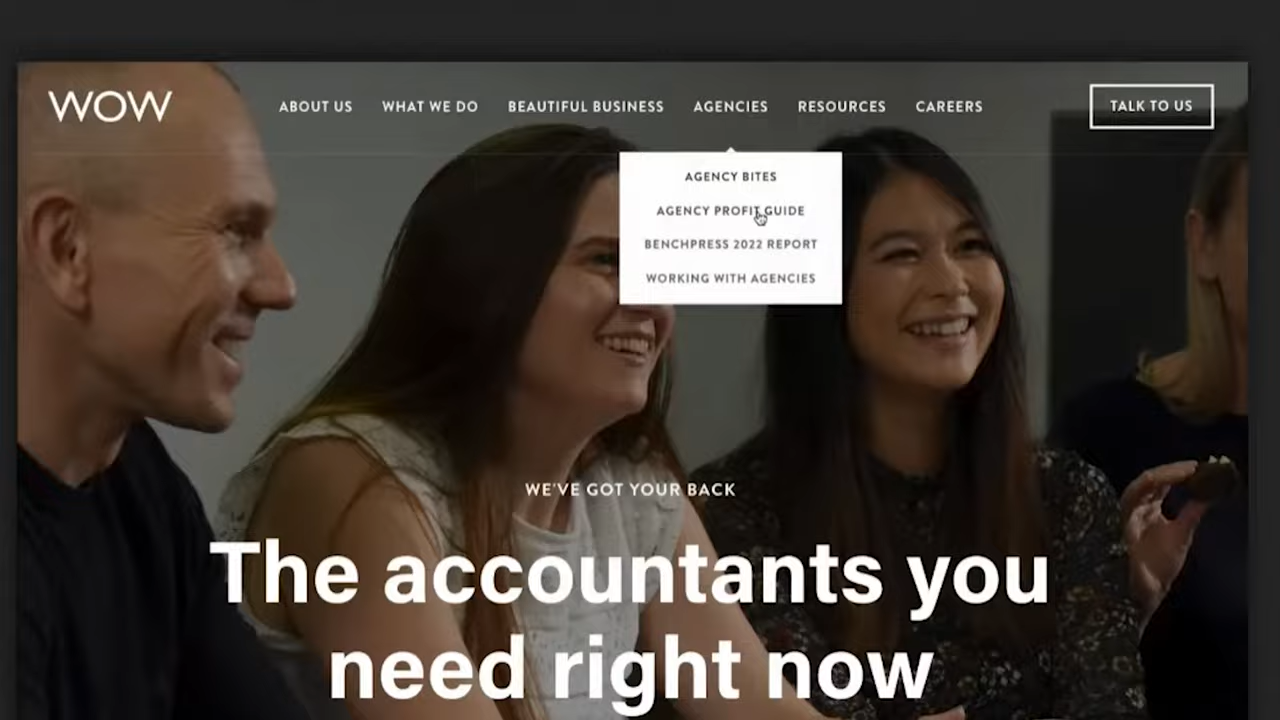 WOW
ABOUT US WHAT WE DO BEAUTIFUL BUSINESS AGENCIES RESOURCES CAREERS TALK TO US
AGENCY BITES
AGENCY PROFIT GUIDE
BENCHPRESS 2022 REPORT
WORKING WITH AGENCIES
WE'VE GOT YOUR BACK
The accountants you
need right now